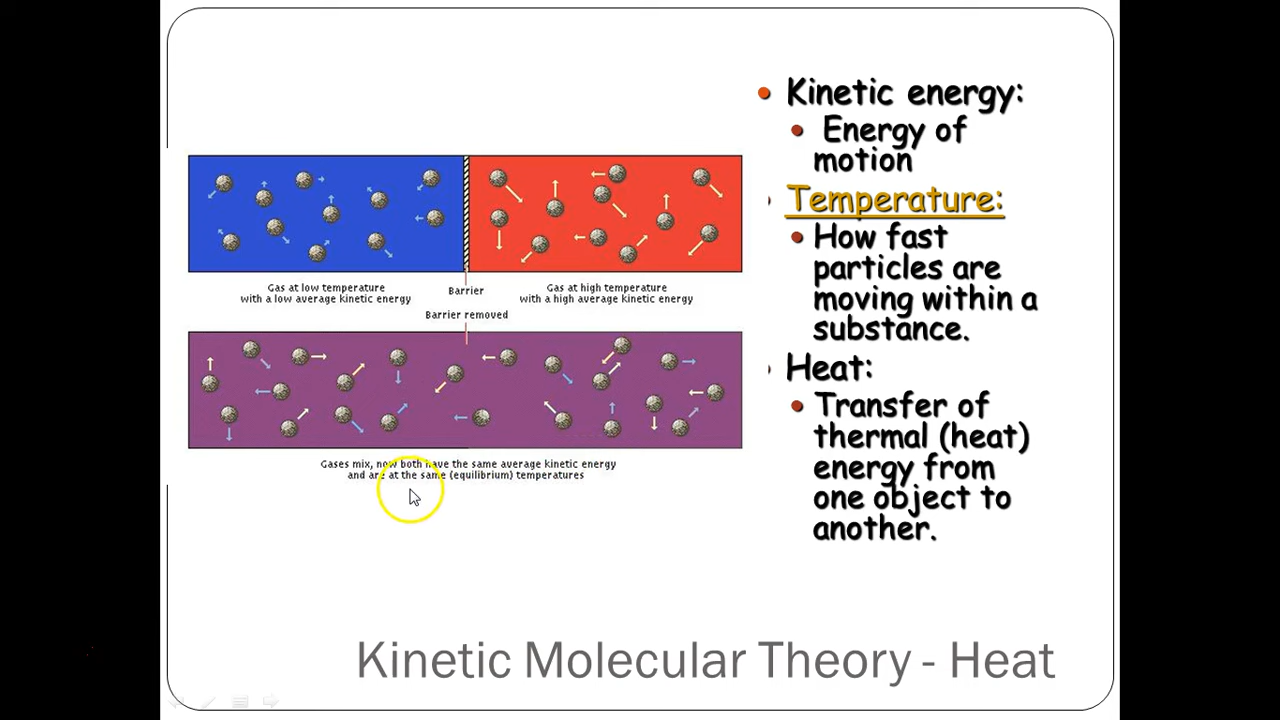 Kinetic energy:
Energy of
motion
Temperature:
How fast
particles are
moving within a
substance.
Heat:
Transfer of
thermal (heat)
energy from
one object to
another.
Gas at low temperature
with a low average kinetic energy
Barrier
Gas at high temperature
with a high average kinetic energy
Barrier removed
Gases mix, now both have the same average kinetic energy
and are at the same (equilibrium) temperatures
Kinetic Molecular Theory - Heat